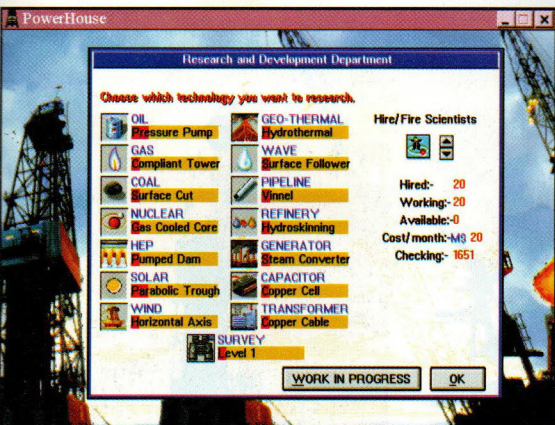 PowerHouse
Research and Development Department
Choose which technology you want to research.
OIL
Pressure Pump
GAS
Compliant Tower
COAL
Surface Cut
NUCLEAR
Gas Cooled Core
HEP
Pumped Dam
SOLAR
Parabolic Trough
WIND
Horizontal Axis
GEO-THERMAL
Hydrothermal
WAVE
Surface Follower
PIPELINE
Vinnel
REFINERY
Hydroskinning
GENERATOR
Steam Converter
CAPACITOR
Copper Cell
TRANSFORMER
Copper Cable
SURVEY
Level 1
Hire/Fire Scientists
Hired:- 20
Working:- 20
Available:-0
Cost/month:-M$ 20
Checking:- 1651
WORK IN PROGRESS
OK